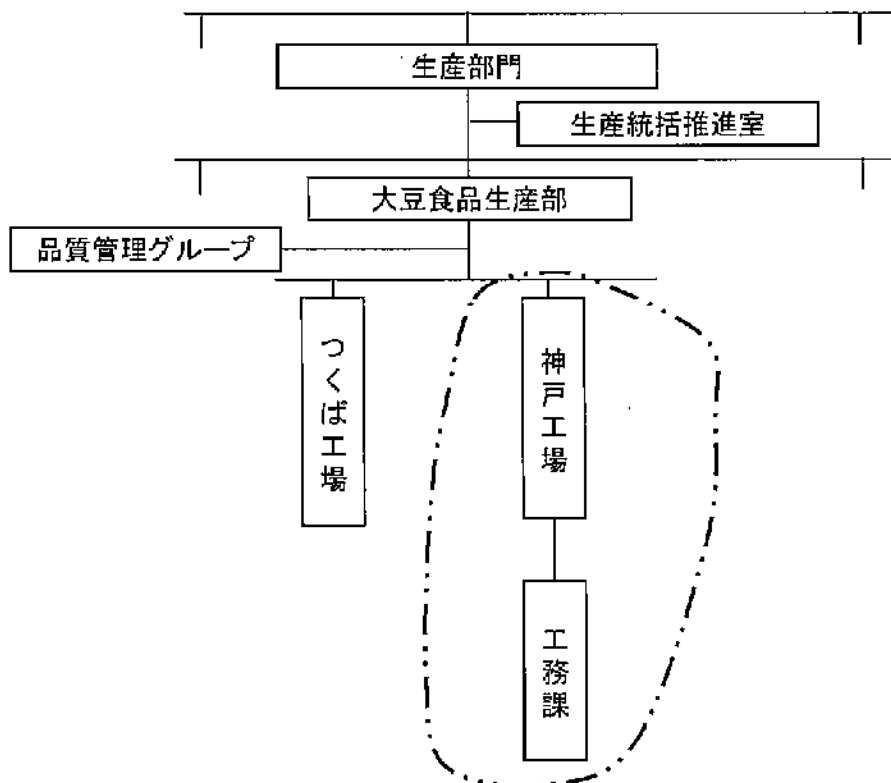 生産部門
生産統括推進室
大豆食品生産部
品質管理グループ
つくば工場
神戸工場
工務課